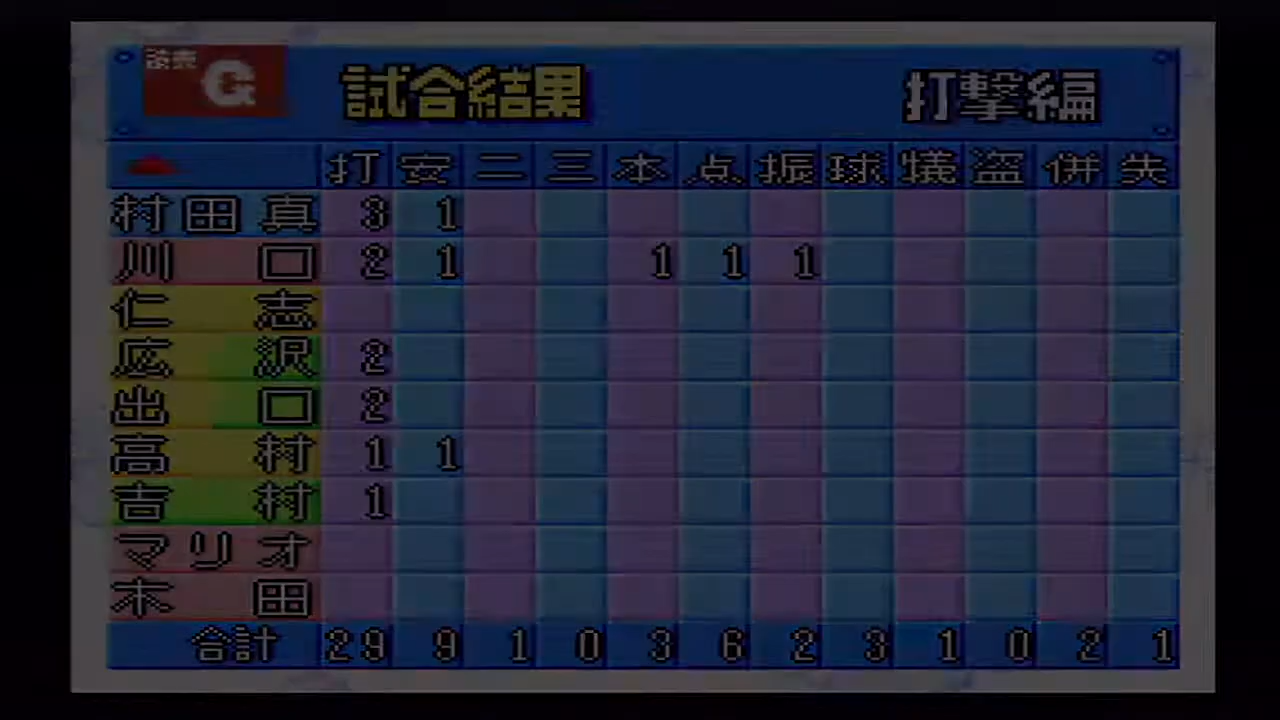 読売 G 試合結果 打撃編
打 安 二 三 本 点 振 球 犠 盗 併 失
村田真 3 1
川口 2 1 1 1 1
仁志
広沢 2
出口 2
高村 1 1
吉村 1
マリオ
木田
合計 29 9 1 0 3 6 2 3 1 0 2 1